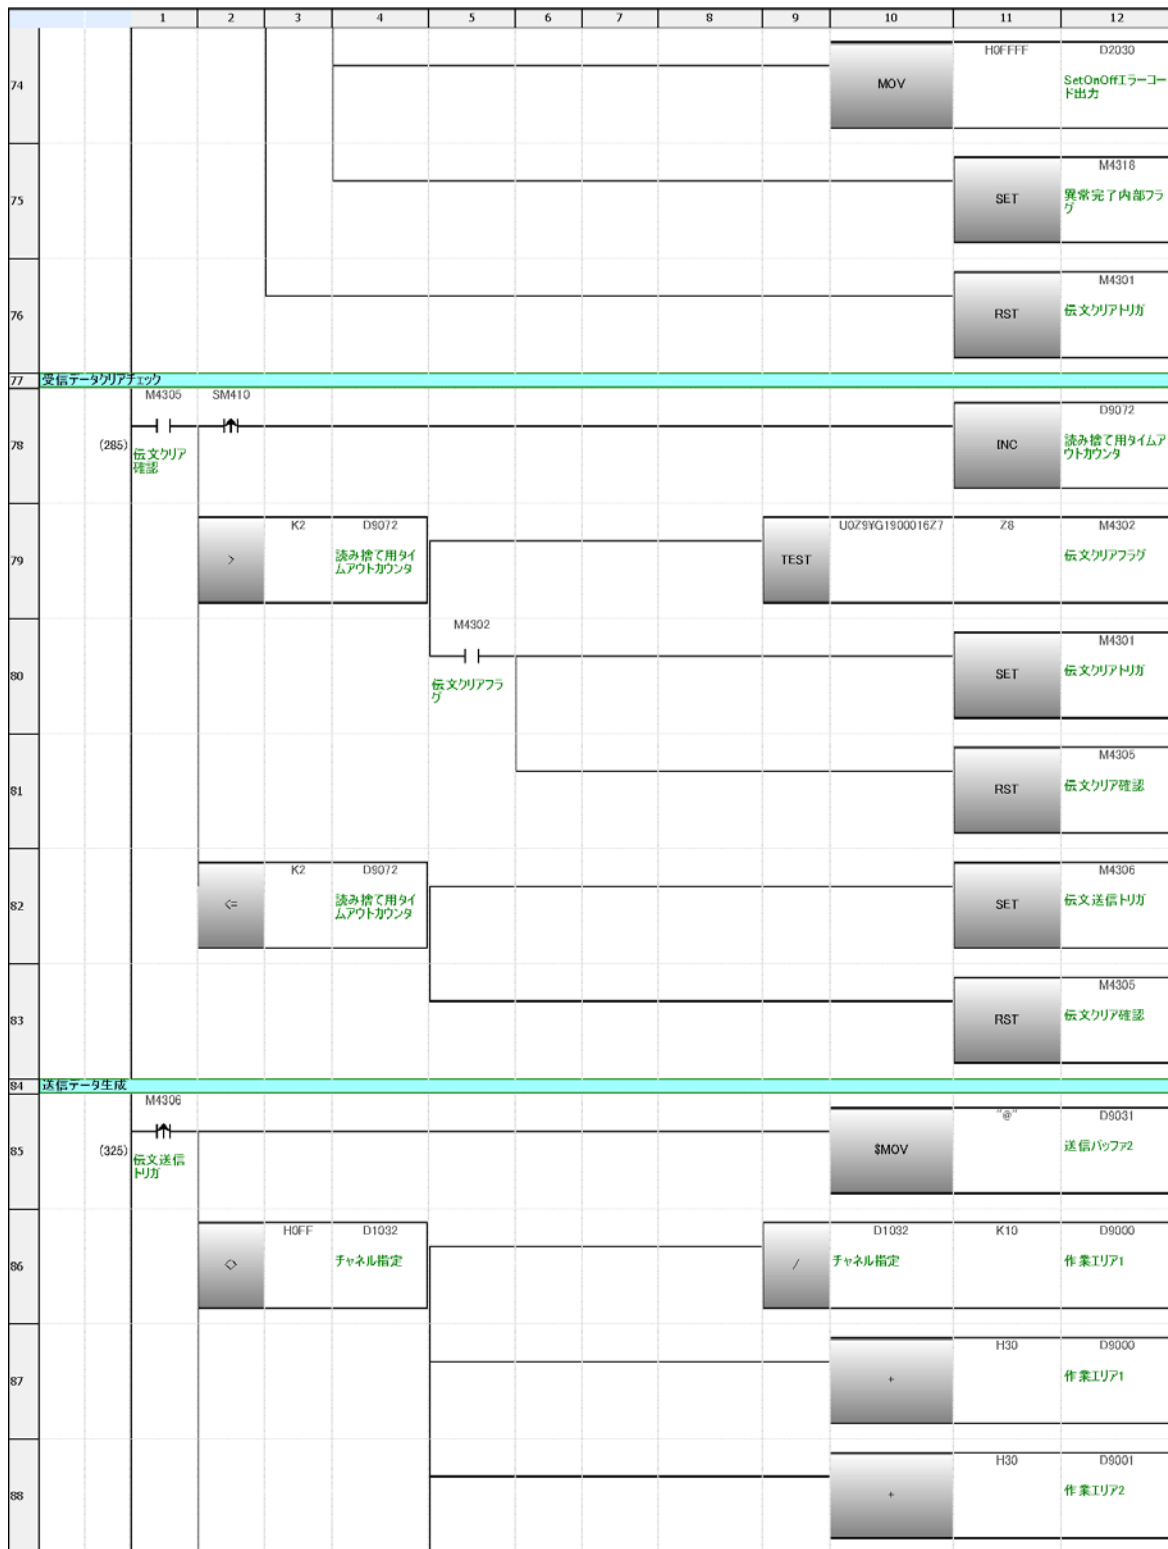 1 2 3 4 5 6 7 8 9 10 11 12
74 MOV H0FFFF D2030
SetOnOffエラーコー
ド出力
75 SET M4318
異常完了内部フラ
グ
76 RST M4301
伝文クリアトリガ
77 受信データクリアチェック
M4305 SM410
78 (285) INC D9072
伝文クリア
確認
読み捨て用タイムア
ウトカウンタ
79 > K2 D9072
読み捨て用タイ
ムアウトカウンタ
TEST U0Z9¥G1900016Z7 Z8 M4302
伝文クリアフラグ
M4302
80 伝文クリアフラ
グ
SET M4301
伝文クリアトリガ
81 RST M4305
伝文クリア確認
82 <= K2 D9072
読み捨て用タイ
ムアウトカウンタ
SET M4306
伝文送信トリガ
83 RST M4305
伝文クリア確認
84 送信データ生成
M4306
85 (325) 伝文送信
トリガ
$MOV "@" D9031
送信バッファ2
86 <> H0FF D1032
チャネル指定
/ D1032 K10 D9000
チャネル指定 作業エリア1
87 + H30 D9000
作業エリア1
88 + H30 D9001
作業エリア2